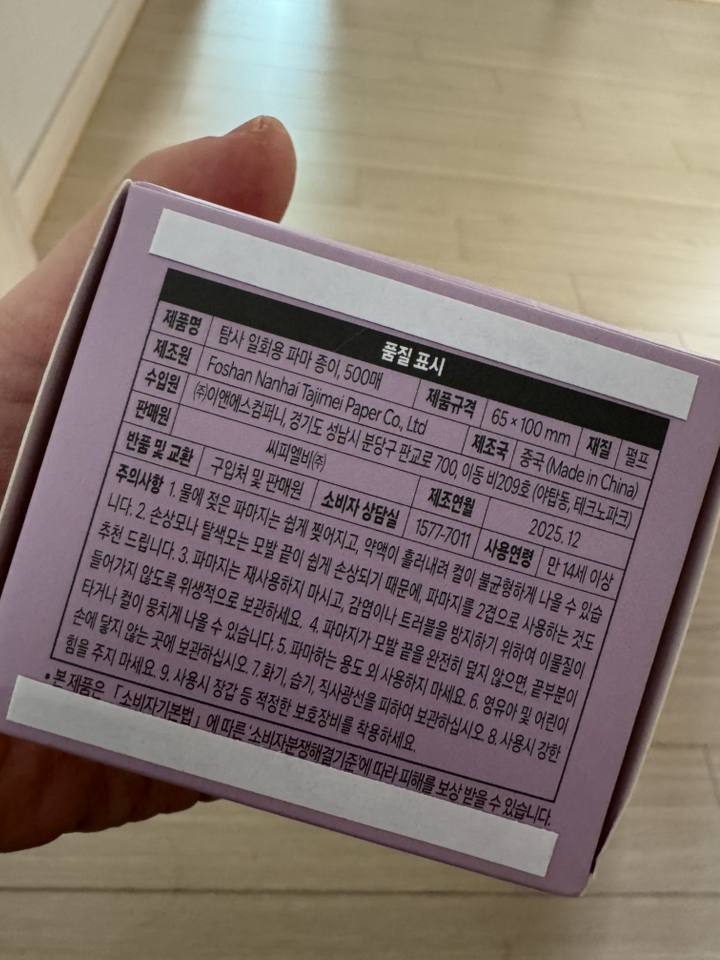 품질 표시
제품명 탐사 일회용 파마 종이, 500매 제품규격 65 × 100 mm 재질 펄프
제조원 Foshan Nanhai Tajimei Paper Co., Ltd 제조국 중국 (Made in China)
수입원 ㈜이앤에스컴퍼니, 경기도 성남시 분당구 판교로 700, 이동 비209호 (야탑동, 테크노파크)
판매원 씨피엘비㈜ 제조연월 2025. 12
반품 및 교환 구입처 및 판매원 소비자 상담실 1577-7011 사용연령 만 14세 이상
주의사항 1. 물에 젖은 파마지는 쉽게 찢어지고, 약액이 흘러내려 컬이 불균형하게 나올 수 있습
니다. 2. 손상모나 탈색모는 모발 끝이 쉽게 손상되기 때문에, 파마지를 2겹으로 사용하는 것도
추천 드립니다. 3. 파마지는 재사용하지 마시고, 감염이나 트러블을 방지하기 위하여 이물질이
들어가지 않도록 위생적으로 보관하세요. 4. 파마지가 모발 끝을 완전히 덮지 않으면, 끝부분이
타거나 컬이 뭉치게 나올 수 있습니다. 5. 파마하는 용도 외 사용하지 마세요. 6. 영유아 및 어린이
손에 닿지 않는 곳에 보관하십시오 7.화기, 습기, 직사광선을 피하여 보관하십시오. 8. 사용시 강한
힘을 주지 마세요. 9. 사용시 장갑 등 적정한 보호장비를 착용하세요.
• 본 제품은 「소비자기본법」에 따른 '소비자분쟁해결기준'에 따라 피해를 보상 받을 수 있습니다.